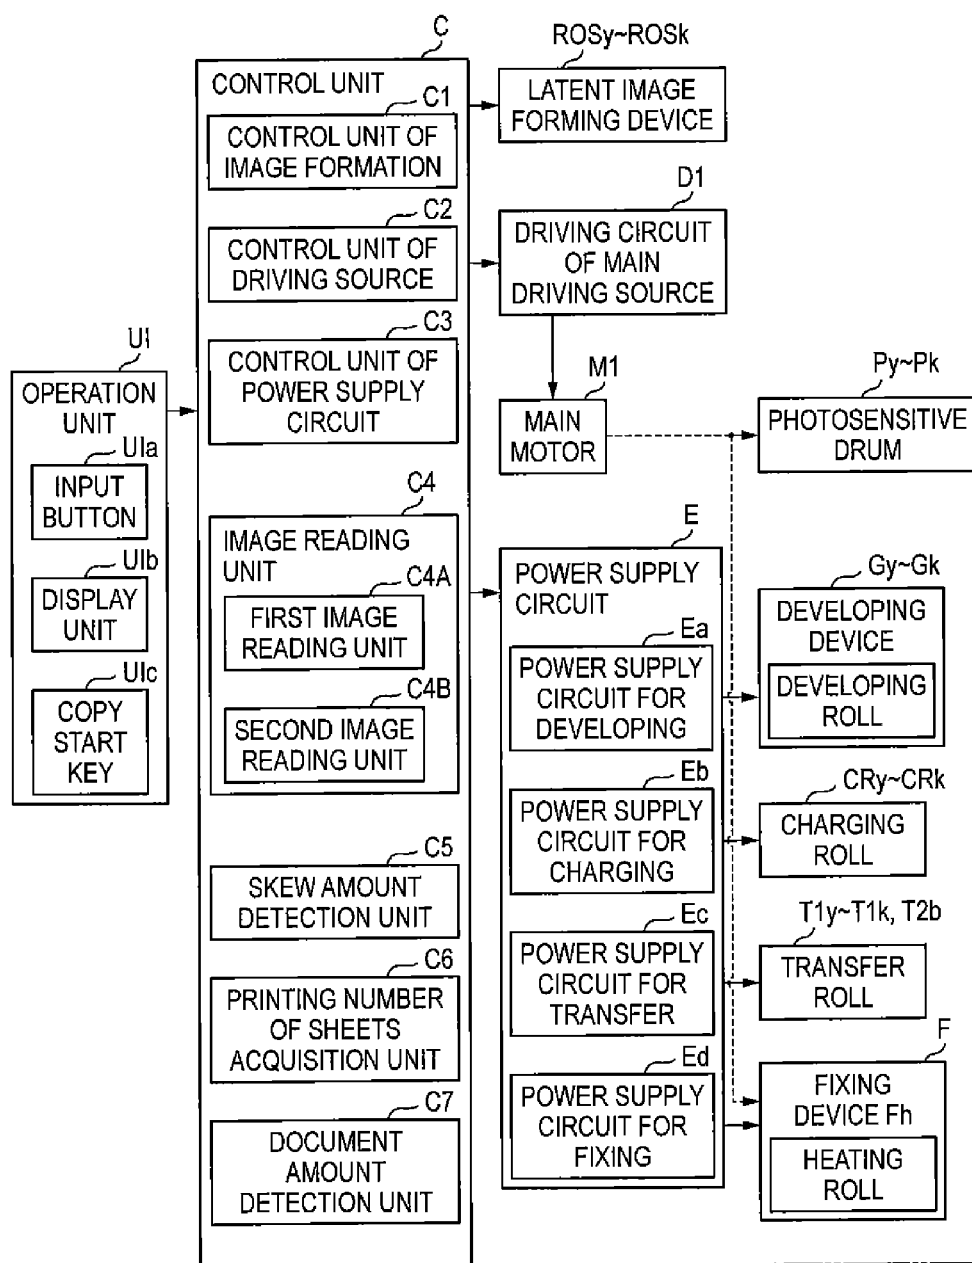 UI
OPERATION
UNIT
UIa
INPUT
BUTTON
UIb
DISPLAY
UNIT
UIc
COPY
START
KEY
C
CONTROL UNIT
C1
CONTROL UNIT OF
IMAGE FORMATION
C2
CONTROL UNIT OF
DRIVING SOURCE
C3
CONTROL UNIT OF
POWER SUPPLY
CIRCUIT
C4
IMAGE READING
UNIT
C4A
FIRST IMAGE
READING UNIT
C4B
SECOND IMAGE
READING UNIT
C5
SKEW AMOUNT
DETECTION UNIT
C6
PRINTING NUMBER
OF SHEETS
ACQUISITION UNIT
C7
DOCUMENT
AMOUNT
DETECTION UNIT
ROSy~ROSk
LATENT IMAGE
FORMING DEVICE
D1
DRIVING CIRCUIT
OF MAIN
DRIVING SOURCE
M1
MAIN
MOTOR
Py~Pk
PHOTOSENSITIVE
DRUM
E
POWER SUPPLY
CIRCUIT
Ea
POWER SUPPLY
CIRCUIT FOR
DEVELOPING
Eb
POWER SUPPLY
CIRCUIT FOR
CHARGING
Ec
POWER SUPPLY
CIRCUIT FOR
TRANSFER
Ed
POWER SUPPLY
CIRCUIT FOR
FIXING
Gy~Gk
DEVELOPING
DEVICE
DEVELOPING
ROLL
CRy~CRk
CHARGING
ROLL
T1y~T1k, T2b
TRANSFER
ROLL
F
FIXING
DEVICE Fh
HEATING
ROLL